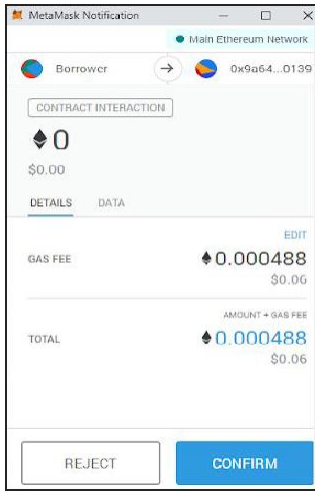 MetaMask Notification
Main Ethereum Network
Borrower
0x9a64...0139
CONTRACT INTERACTION
0
$0.00
DETAILS DATA
EDIT
GAS FEE
0.000488
$0.06
AMOUNT + GAS FEE
TOTAL
0.000488
$0.06
REJECT
CONFIRM